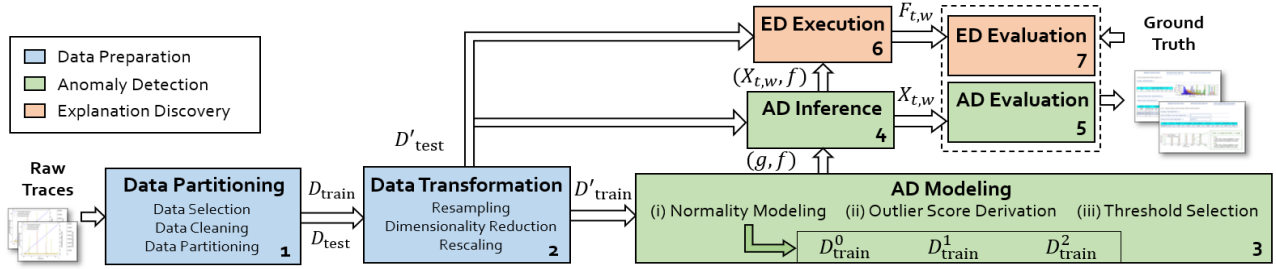 Data Preparation
Anomaly Detection
Explanation Discovery
Raw
Traces
Data Partitioning
Data Selection
Data Cleaning
Data Partitioning
1
D_train
D_test
Data Transformation
Resampling
Dimensionality Reduction
Rescaling
2
D'_test
D'_train
AD Modeling
(i) Normality Modeling (ii) Outlier Score Derivation (iii) Threshold Selection
D^0_train D^1_train D^2_train
3
(g, f)
AD Inference
4
(X_{t,w}, f)
X_{t,w}
AD Evaluation
5
ED Execution
6
F_{t,w}
ED Evaluation
7
Ground
Truth